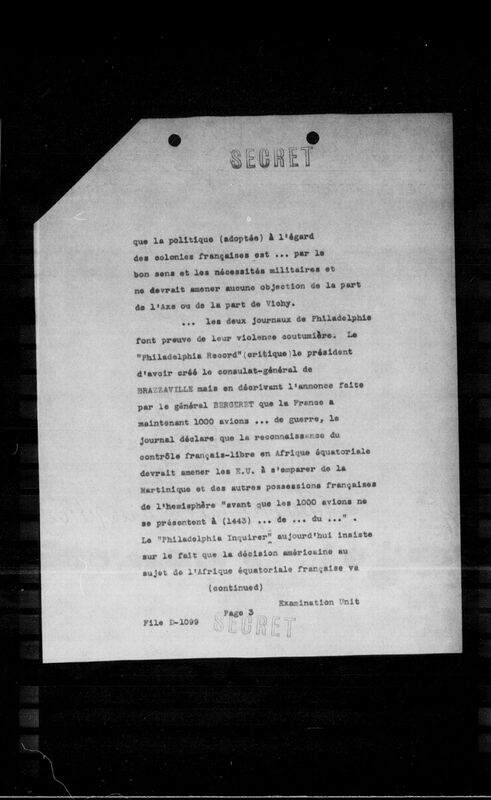 SECRET
que la politique (adoptée) à l'égard
des colonies françaises est ... par le
bon sens et les nécessités militaires et
ne devrait amener aucune objection de la part
de l'Axe ou de la part de Vichy.
... les deux journaux de Philadelphie
font preuve de leur violence coutumière. Le
"Philadelphia Record"(critique)le président
d'avoir créé le consulat-général de
BRAZZAVILLE mais en décrivant l'annonce faite
par le général BERGERET que la France a
maintenant 1000 avions ... de guerre, le
journal déclare que la reconnaissance du
contrôle français-libre en Afrique équatoriale
devrait amener les E.U. à s'emparer de la
Martinique et des autres possessions françaises
de l'hemisphère "avant que les 1000 avions ne
se présentent à (1443) ... de ... du ..." .
Le "Philadelphia Inquirer" aujourd'hui insiste
sur le fait que la décision américaine au
sujet de l'Afrique équatoriale française va
(continued)
Examination Unit
Page 3
File D-1099
SECRET